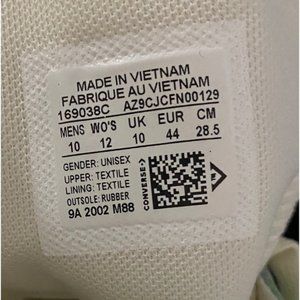 MADE IN VIETNAM
FABRIQUE AU VIETNAM
169038C AZ9CJCFN00129
MENS WO'S UK EUR CM
10 12 10 44 28.5
GENDER: UNISEX
UPPER: TEXTILE
LINING: TEXTILE
OUTSOLE: RUBBER
9A 2002 M88
CONVERSE